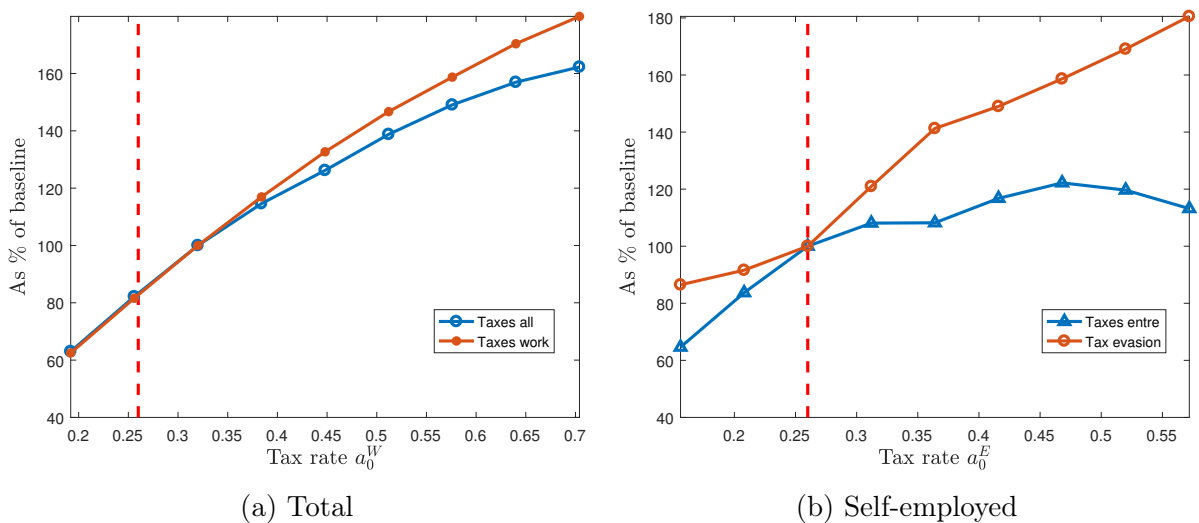 As % of baseline
160
140
120
100
80
60
40
0.2 0.25 0.3 0.35 0.4 0.45 0.5 0.55 0.6 0.65 0.7
Tax rate $a_0^W$
Taxes all
Taxes work
(a) Total
As % of baseline
180
160
140
120
100
80
60
40
0.2 0.25 0.3 0.35 0.4 0.45 0.5 0.55
Tax rate $a_0^E$
Taxes entre
Tax evasion
(b) Self-employed